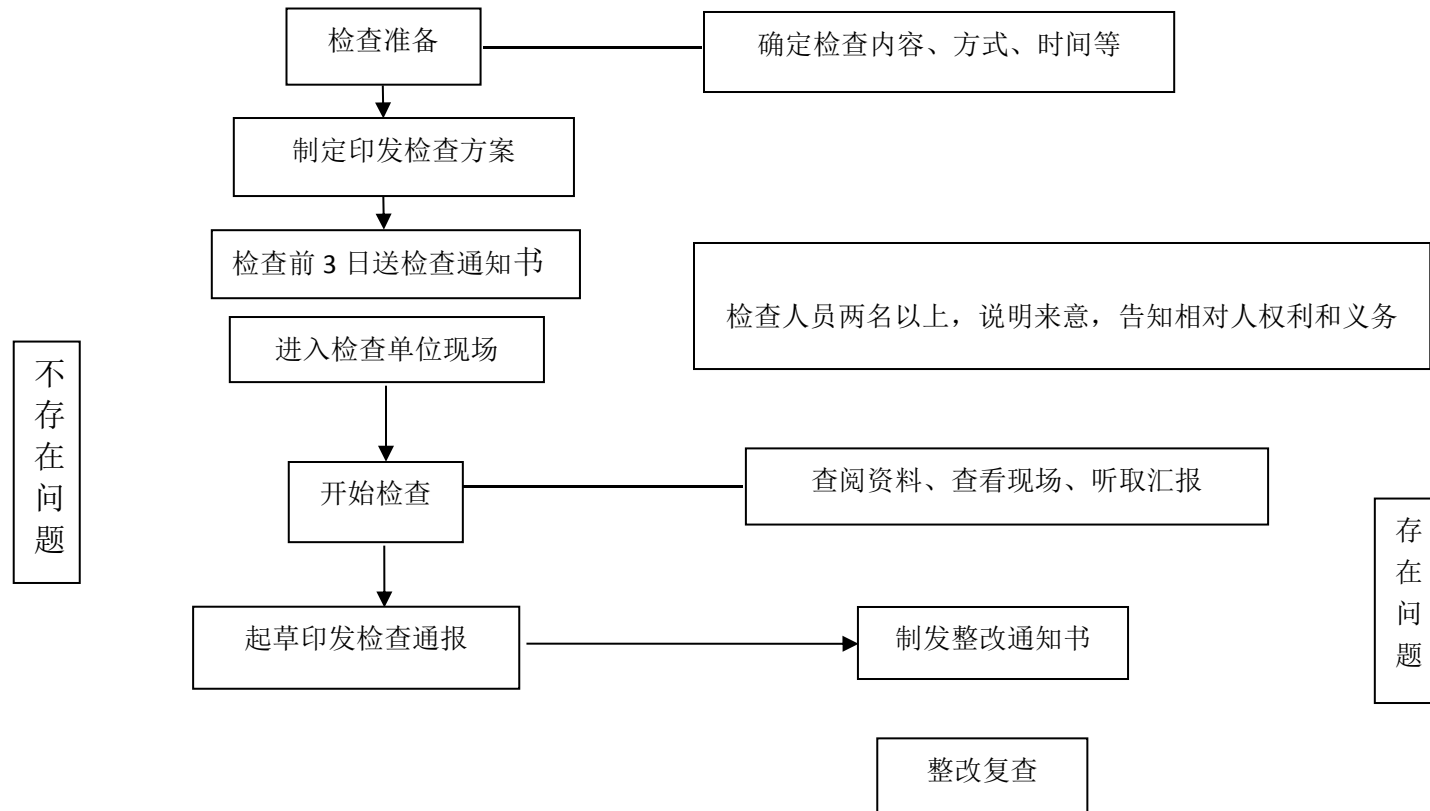 检查准备
确定检查内容、方式、时间等
制定印发检查方案
检查前 3 日送检查通知书
检查人员两名以上，说明来意，告知相对人权利和义务
进入检查单位现场
不存在问题
查阅资料、查看现场、听取汇报
开始检查
存在问题
起草印发检查通报
制发整改通知书
整改复查